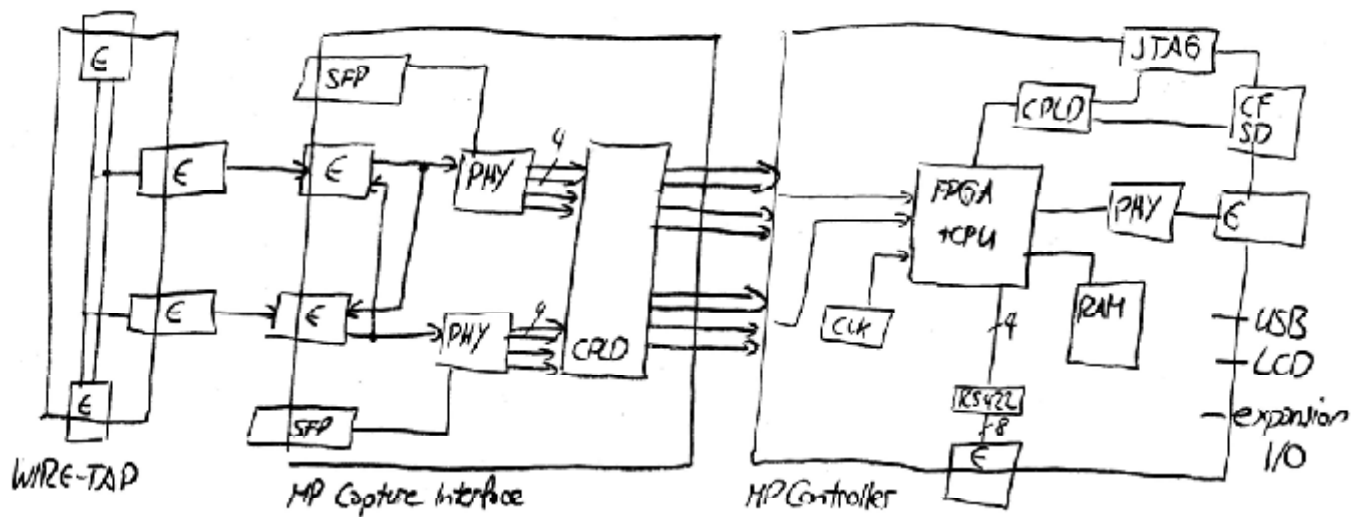 E
E
E
E
WIRE-TAP
SFP
E
E
SFP
PHY
4
PHY
4
CPLD
MP Capture Interface
JTAG
CPLD
CF
SD
FPGA
+CPU
PHY
E
CLK
RAM
4
RS422
8
E
USB
LCD
expansion
I/O
MP Controller